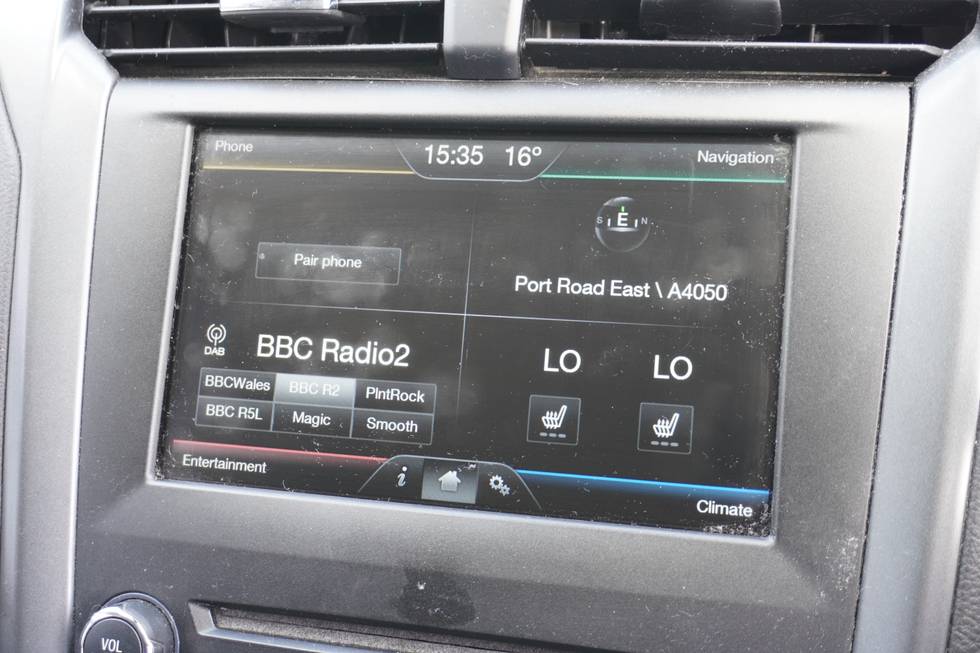 Phone
15:35 16°
Navigation
S E N
Pair phone
Port Road East \ A4050
DAB
BBC Radio2
LO LO
BBCWales BBC R2 PlntRock
BBC R5L Magic Smooth
Entertainment
i
Climate
VOL